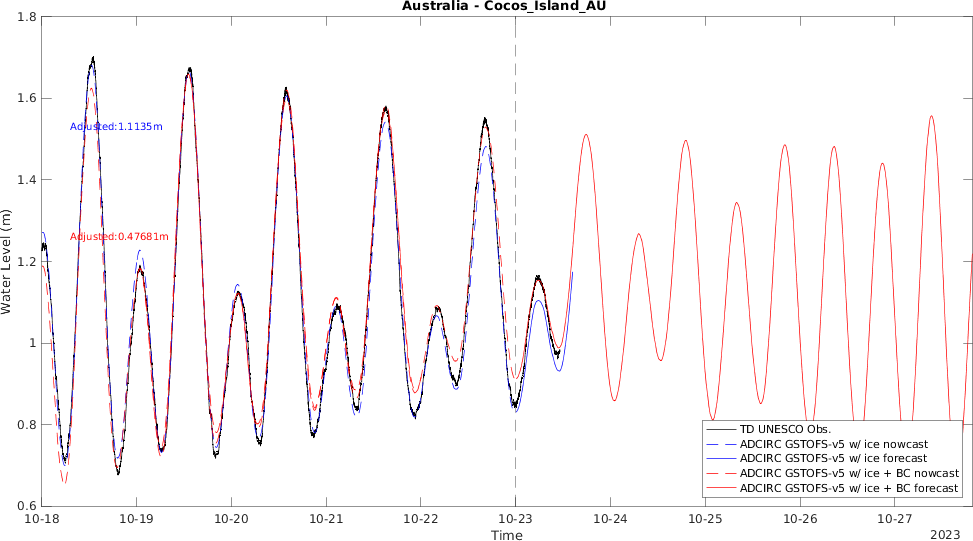 Australia - Cocos_Island_AU
1.8
1.6
1.4
1.2
1
0.8
0.6
Water Level (m)
Adjusted:1.1135m
Adjusted:0.47681m
TD UNESCO Obs.
ADCIRC GSTOFS-v5 w/ ice nowcast
ADCIRC GSTOFS-v5 w/ ice forecast
ADCIRC GSTOFS-v5 w/ ice + BC nowcast
ADCIRC GSTOFS-v5 w/ ice + BC forecast
10-18 10-19 10-20 10-21 10-22 10-23 10-24 10-25 10-26 10-27
Time
2023